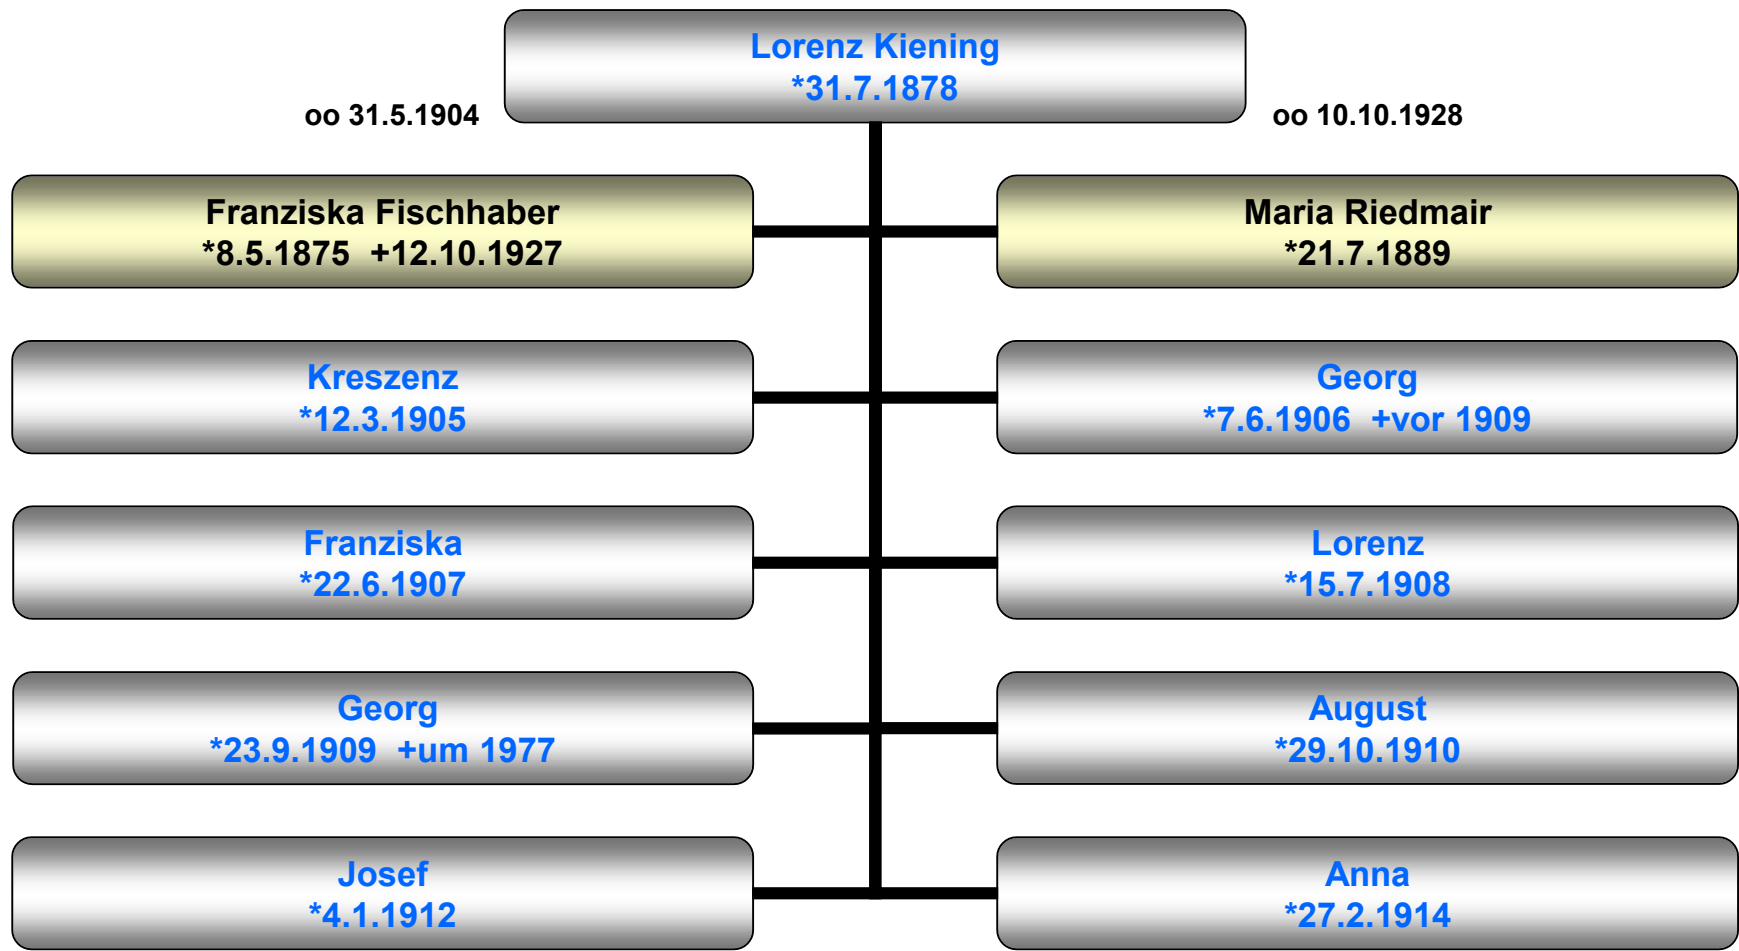 Lorenz Kiening
*31.7.1878
oo 31.5.1904
oo 10.10.1928
Franziska Fischhaber
*8.5.1875  +12.10.1927
Maria Riedmair
*21.7.1889
Kreszenz
*12.3.1905
Georg
*7.6.1906  +vor 1909
Franziska
*22.6.1907
Lorenz
*15.7.1908
Georg
*23.9.1909  +um 1977
August
*29.10.1910
Josef
*4.1.1912
Anna
*27.2.1914